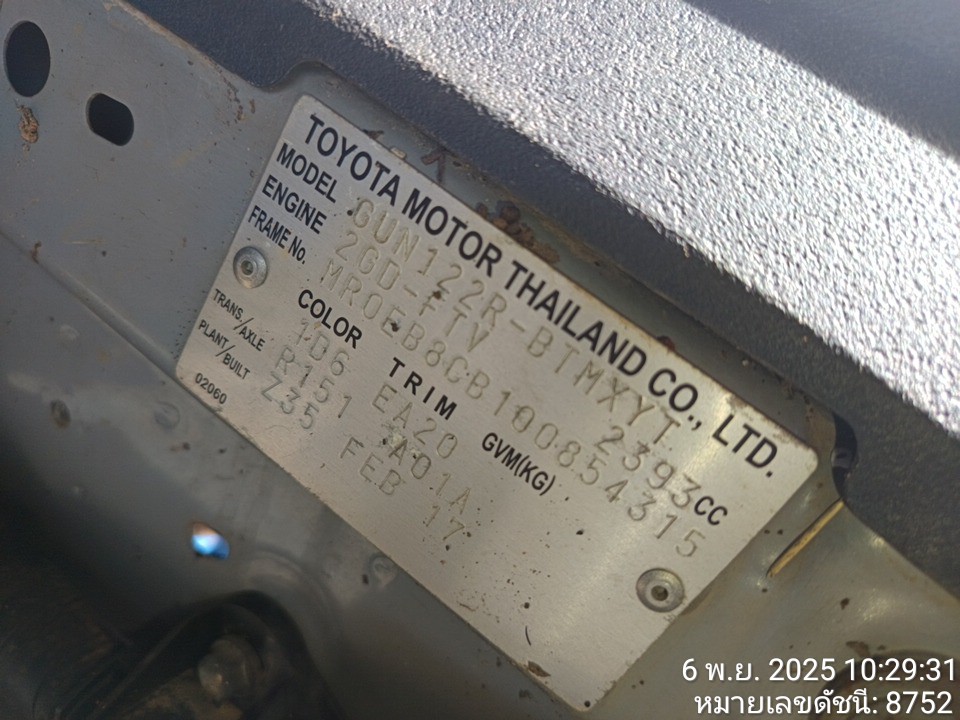 TOYOTA MOTOR THAILAND CO., LTD.
MODEL GUN122R-BTMXYT
ENGINE 2GD-FTV 2393 CC
FRAME No. MR0EB8CB100854315
COLOR TRIM GVM(KG)
1D6 EA20
TRANS/AXLE R151 A01A
PLANT/BUILT Z35 FEB 17
02060
6 พ.ย. 2025 10:29:31
หมายเลขดัชนี: 8752